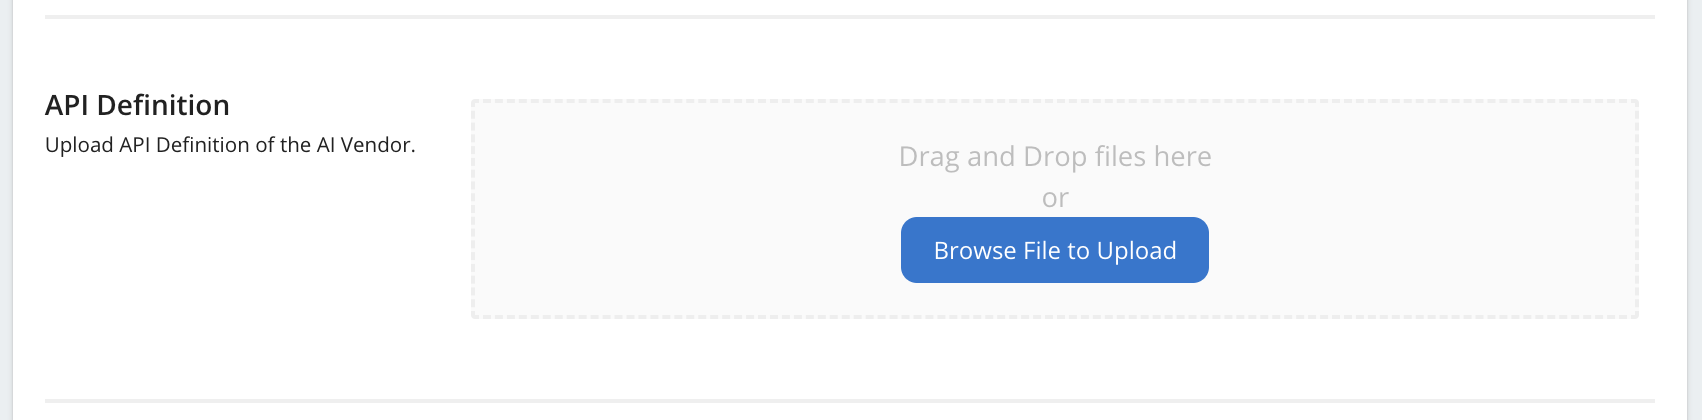 API Definition
Upload API Definition of the AI Vendor.
Drag and Drop files here
or
Browse File to Upload